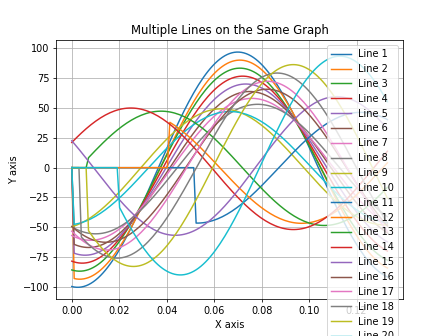 Multiple Lines on the Same Graph
Y axis
100
75
50
25
0
−25
−50
−75
−100
0.00
0.02
0.04
0.06
0.08
0.10
X axis
Line 1
Line 2
Line 3
Line 4
Line 5
Line 6
Line 7
Line 8
Line 9
Line 10
Line 11
Line 12
Line 13
Line 14
Line 15
Line 16
Line 17
Line 18
Line 19
Line 20